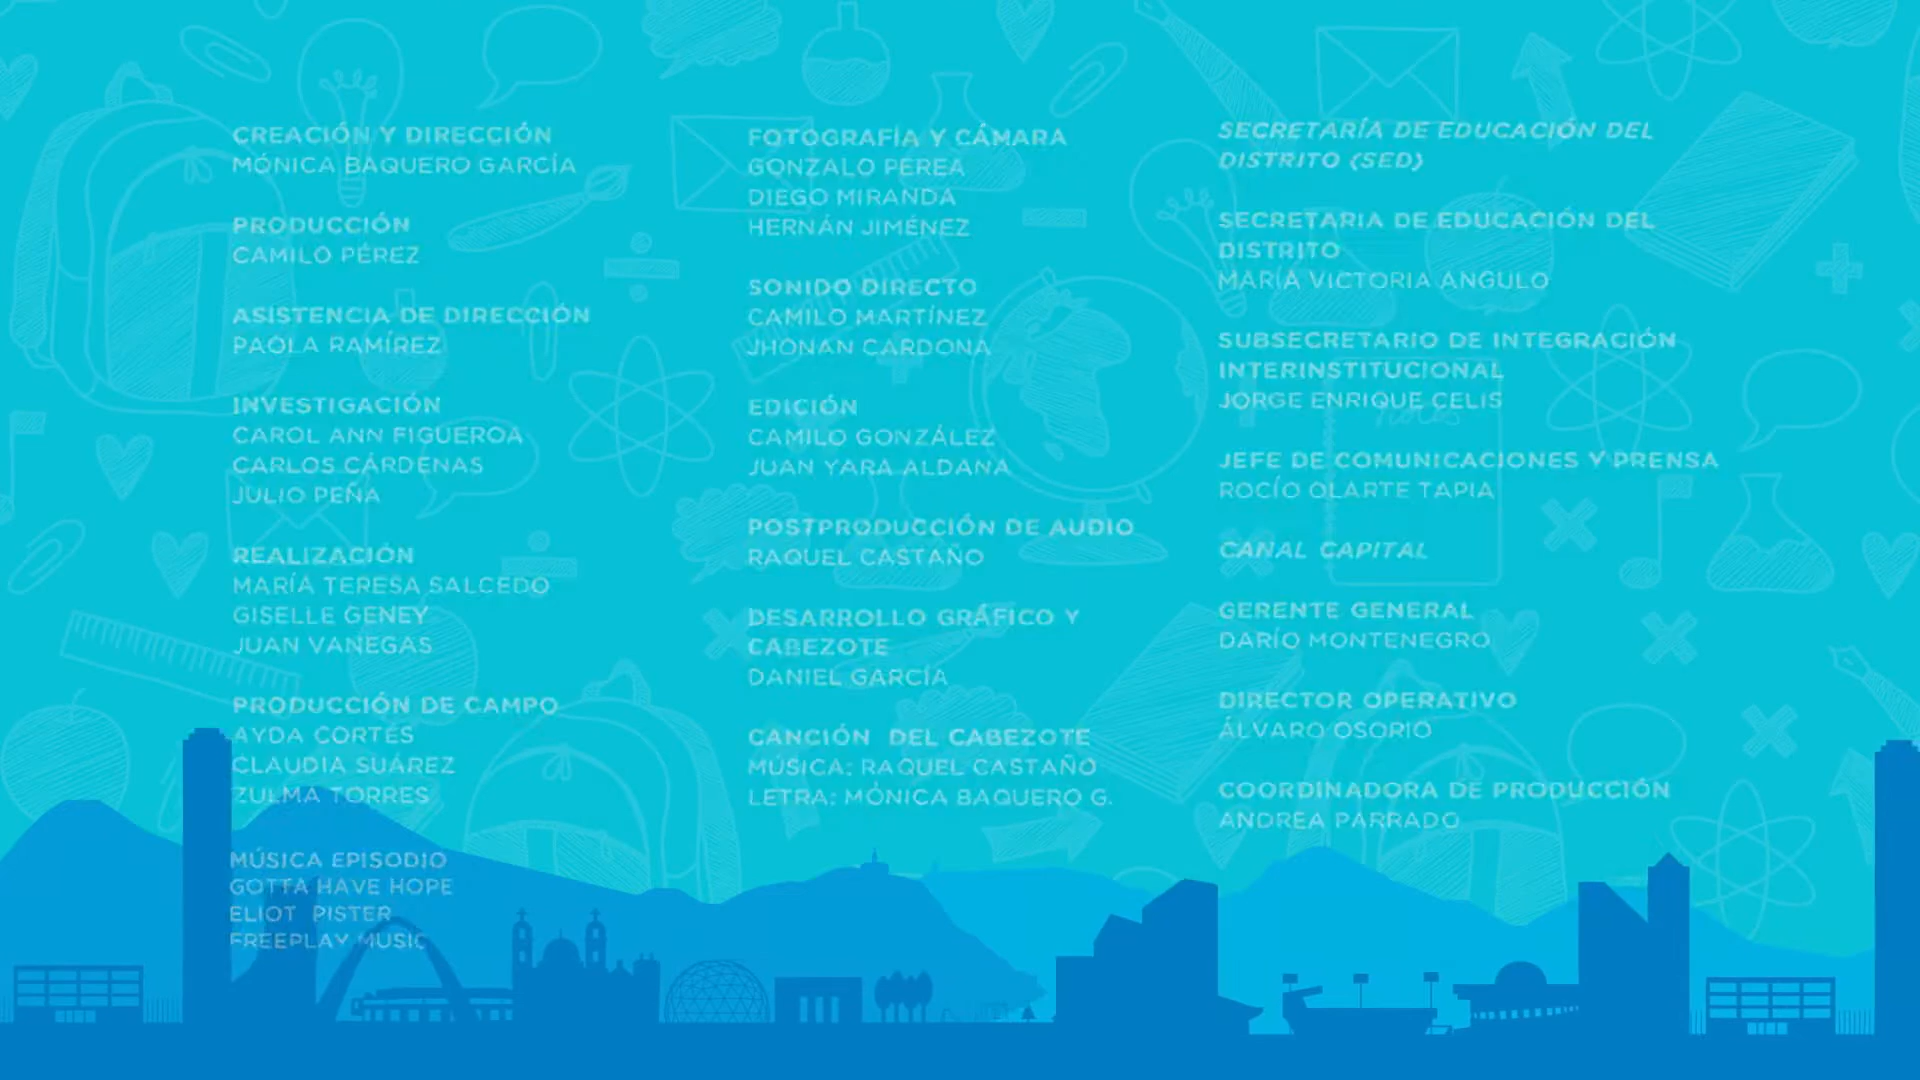 CREACIÓN Y DIRECCIÓN
MÓNICA BAQUERO GARCÍA
PRODUCCIÓN
CAMILO PÉREZ
ASISTENCIA DE DIRECCIÓN
PAOLA RAMÍREZ
INVESTIGACIÓN
CAROL ANN FIGUEROA
CARLOS CÁRDENAS
JULIO PEÑA
REALIZACIÓN
MARÍA TERESA SALCEDO
GISELLE GENEY
JUAN VANEGAS
PRODUCCIÓN DE CAMPO
AYDA CORTÉS
CLAUDIA SUÁREZ
ZULMA TORRES
MÚSICA EPISODIO
GOTTA HAVE HOPE
ELIOT PISTER
FREEPLAY MUSIC
FOTOGRAFÍA Y CÁMARA
GONZALO PEREA
DIEGO MIRANDA
HERNÁN JIMÉNEZ
SONIDO DIRECTO
CAMILO MARTÍNEZ
JHONAN CARDONA
EDICIÓN
CAMILO GONZÁLEZ
JUAN YARA ALDANA
POSTPRODUCCIÓN DE AUDIO
RAQUEL CASTAÑO
DESARROLLO GRÁFICO Y
CABEZOTE
DANIEL GARCÍA
CANCIÓN DEL CABEZOTE
MÚSICA: RAQUEL CASTAÑO
LETRA: MÓNICA BAQUERO G.
SECRETARÍA DE EDUCACIÓN DEL
DISTRITO (SED)
SECRETARIA DE EDUCACIÓN DEL
DISTRITO
MARÍA VICTORIA ANGULO
SUBSECRETARIO DE INTEGRACIÓN
INTERINSTITUCIONAL
JORGE ENRIQUE CELIS
JEFE DE COMUNICACIONES Y PRENSA
ROCÍO OLARTE TAPIA
CANAL CAPITAL
GERENTE GENERAL
DARÍO MONTENEGRO
DIRECTOR OPERATIVO
ÁLVARO OSORIO
COORDINADORA DE PRODUCCIÓN
ANDREA PARRADO